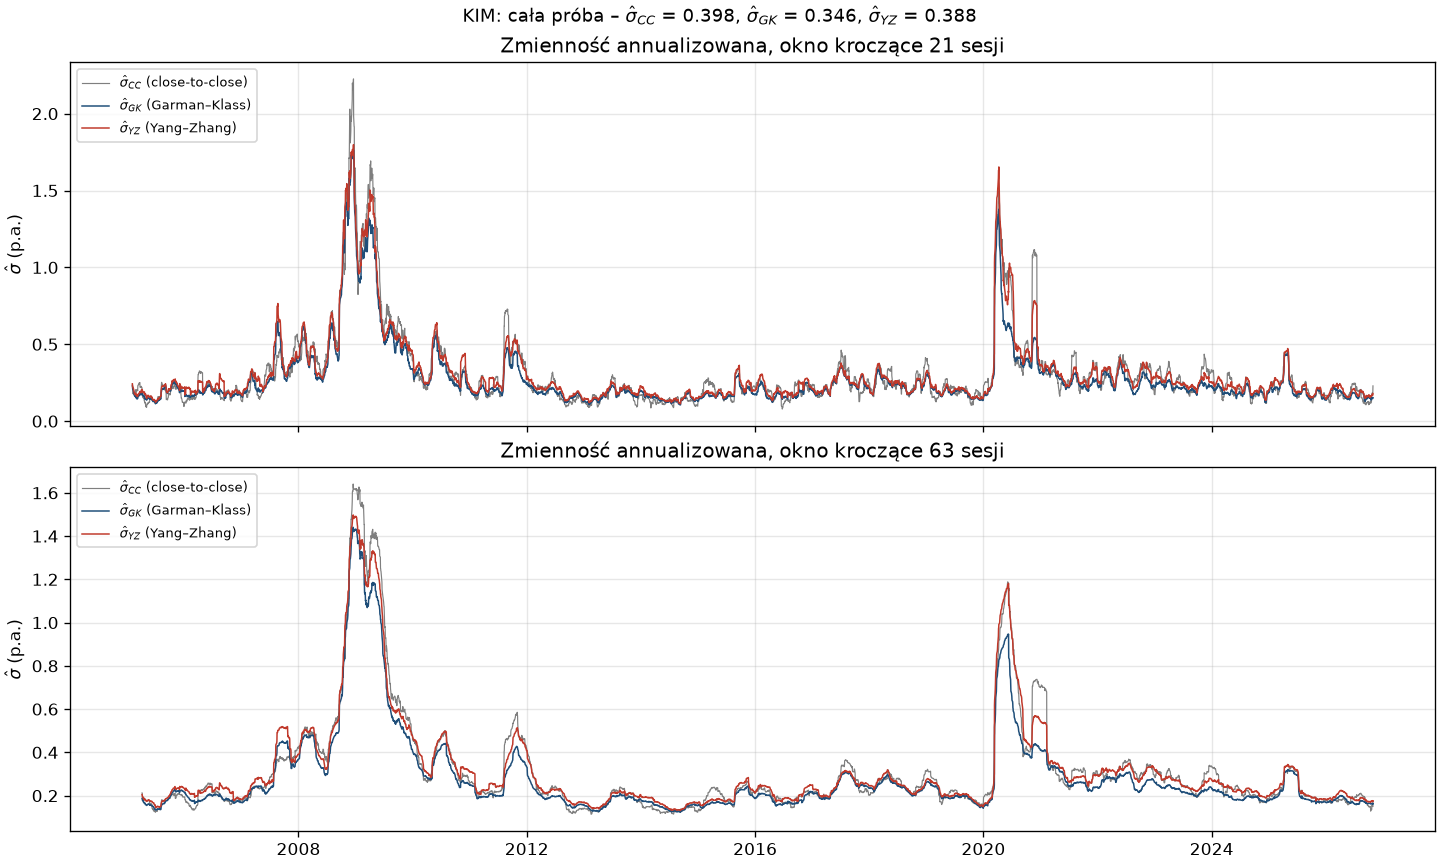 KIM: cała próba – σ̂CC = 0.398, σ̂GK = 0.346, σ̂YZ = 0.388
Zmienność annualizowana, okno kroczące 21 sesji
σ̂CC (close-to-close)
σ̂GK (Garman–Klass)
σ̂YZ (Yang–Zhang)
σ̂ (p.a.)
2.0
1.5
1.0
0.5
0.0
Zmienność annualizowana, okno kroczące 63 sesji
σ̂CC (close-to-close)
σ̂GK (Garman–Klass)
σ̂YZ (Yang–Zhang)
σ̂ (p.a.)
1.6
1.4
1.2
1.0
0.8
0.6
0.4
0.2
2008 2012 2016 2020 2024